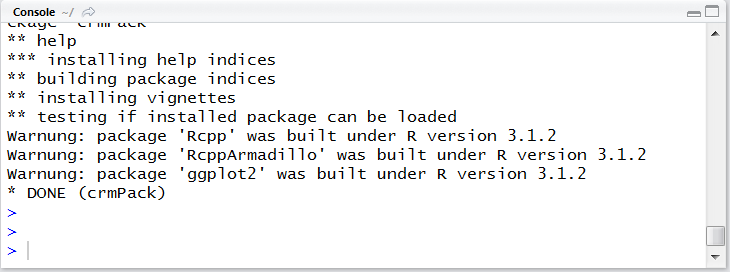 Console ~/
ckage 'crmPack'
** help
*** installing help indices
** building package indices
** installing vignettes
** testing if installed package can be loaded
Warnung: package 'Rcpp' was built under R version 3.1.2
Warnung: package 'RcppArmadillo' was built under R version 3.1.2
Warnung: package 'ggplot2' was built under R version 3.1.2
* DONE (crmPack)
>
>
>